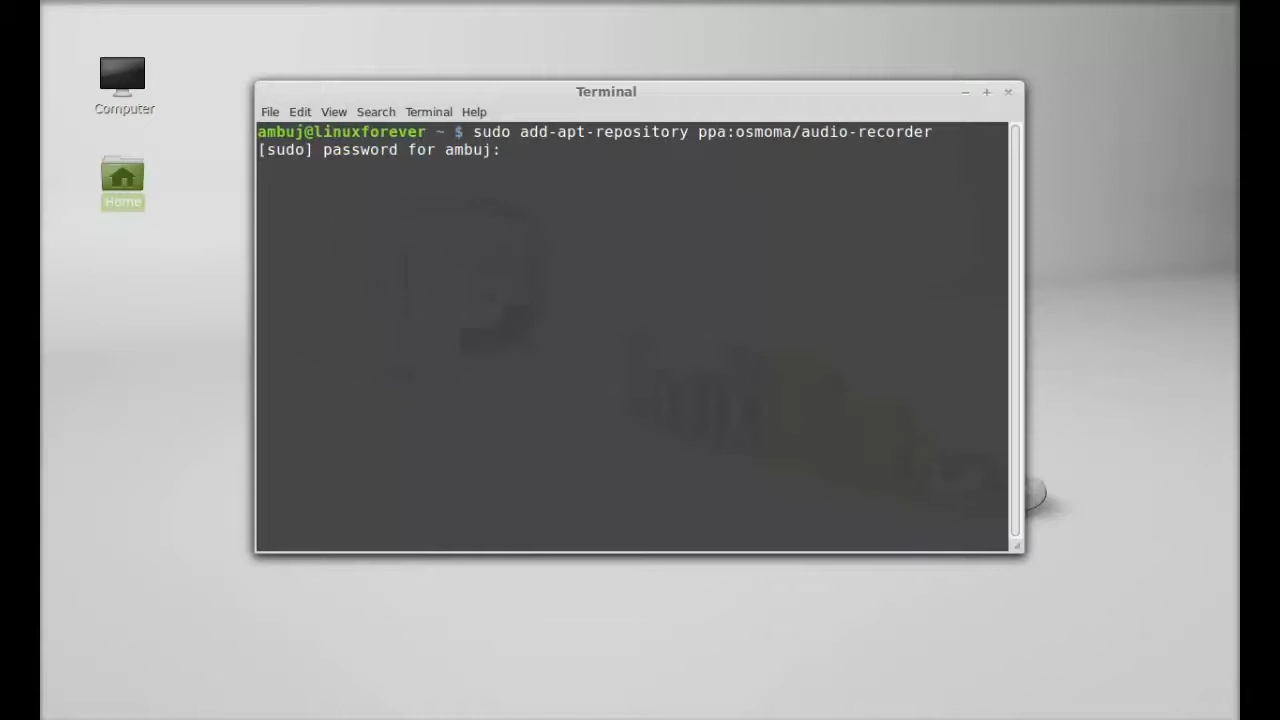 Computer
Home
Terminal
File Edit View Search Terminal Help
ambuj@linuxforever ~ $ sudo add-apt-repository ppa:osmoma/audio-recorder
[sudo] password for ambuj: